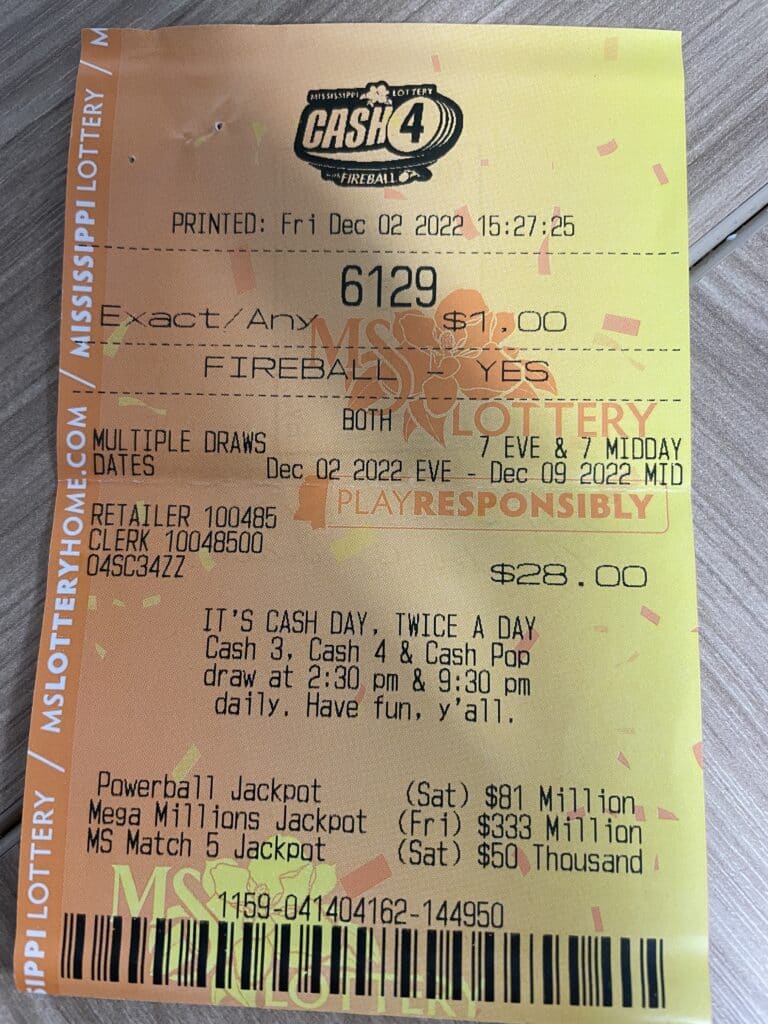 MISSISSIPPI LOTTERY
CASH 4
with FIREBALL
PRINTED: Fri Dec 02 2022 15:27:25
6129
Exact/Any $1.00
FIREBALL - YES
BOTH
MULTIPLE DRAWS 7 EVE & 7 MIDDAY
DATES Dec 02 2022 EVE - Dec 09 2022 MID
MS LOTTERY
PLAYRESPONSIBLY
RETAILER 100485
CLERK 10048500
04SC34ZZ
$28.00
IT'S CASH DAY, TWICE A DAY
Cash 3, Cash 4 & Cash Pop
draw at 2:30 pm & 9:30 pm
daily. Have fun, y'all.
Powerball Jackpot (Sat) $81 Million
Mega Millions Jackpot (Fri) $333 Million
MS Match 5 Jackpot (Sat) $50 Thousand
1159-041404162-144950
MS LOTTERY
SIPPI LOTTERY / MSLOTTERYHOME.COM / MISSISSIPPI LOTTERY / M